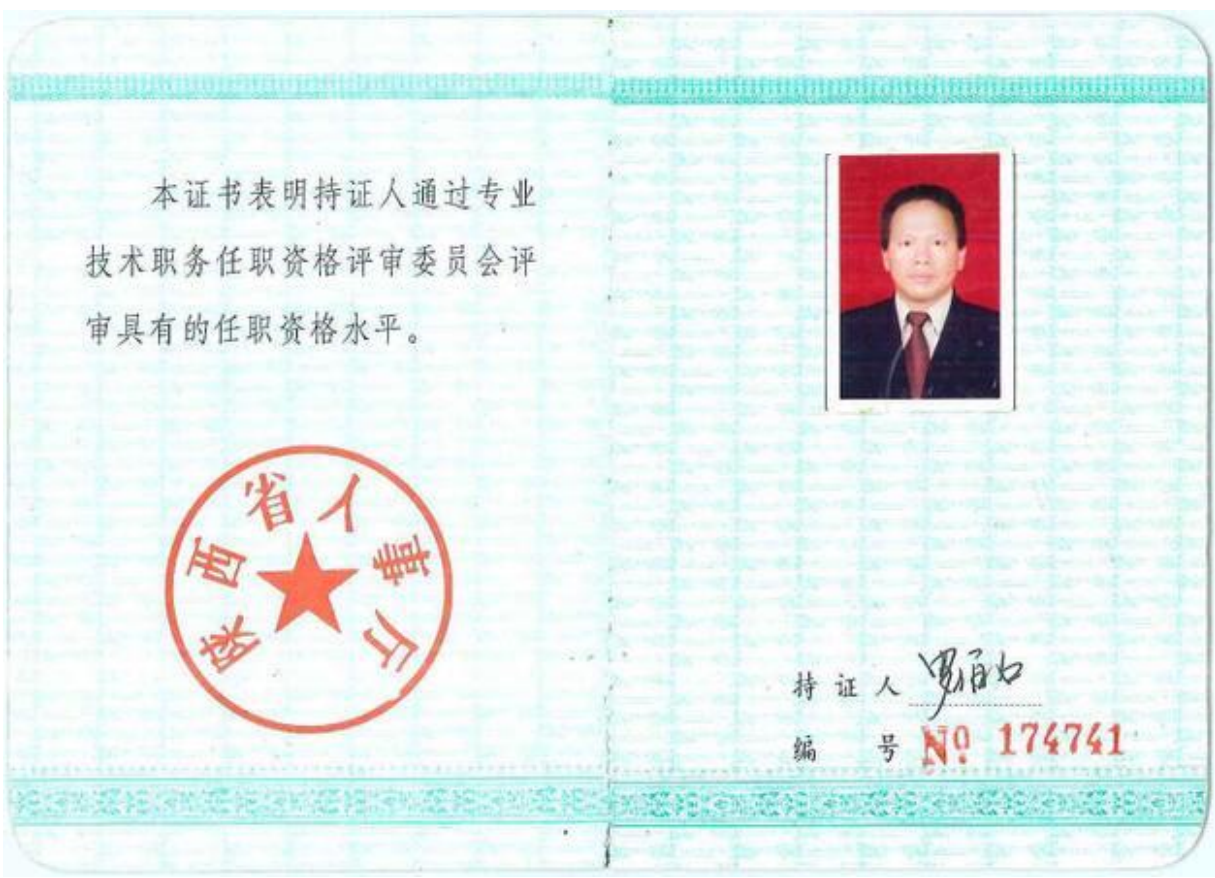 本证书表明持证人通过专业
技术职务任职资格评审委员会评
审具有的任职资格水平。
陕西省人事厅
持证人
编号 Nº 174741